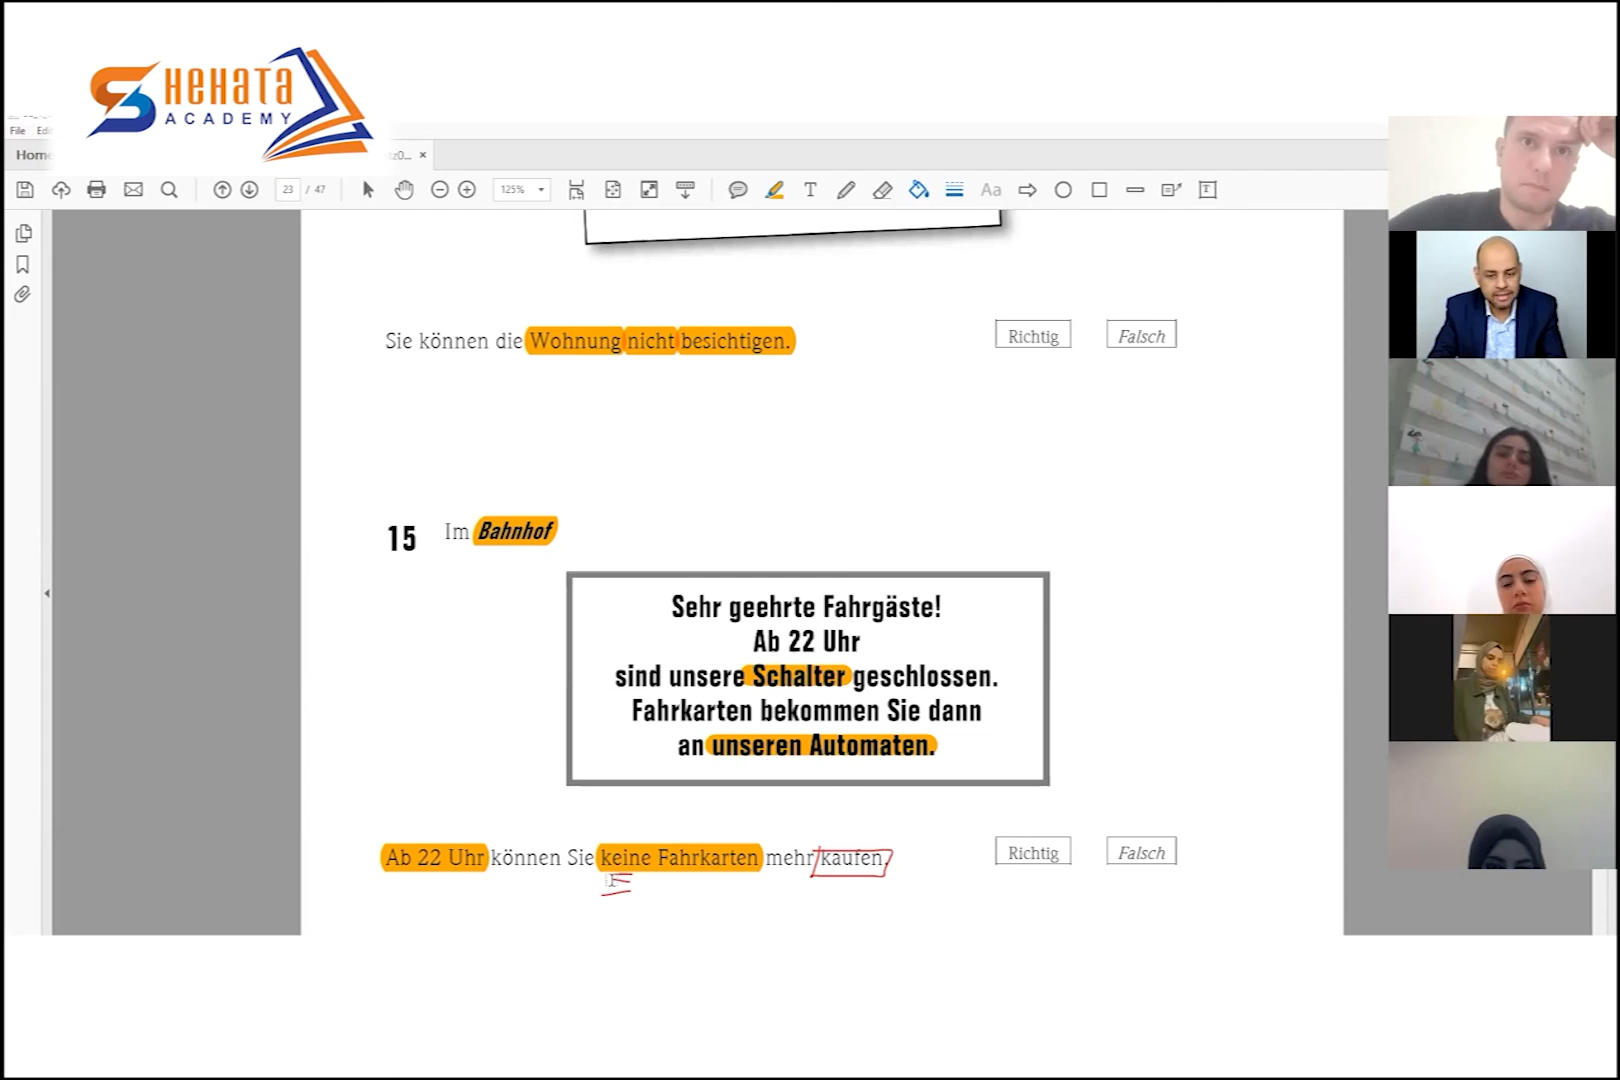 SHEHATA
ACADEMY
File
Home
tz0... ×
23 / 47
125%
T
Aa
T
Sie können die Wohnung nicht besichtigen.
Richtig Falsch
15 Im Bahnhof
Sehr geehrte Fahrgäste!
Ab 22 Uhr
sind unsere Schalter geschlossen.
Fahrkarten bekommen Sie dann
an unseren Automaten.
Ab 22 Uhr können Sie keine Fahrkarten mehr kaufen.
Richtig Falsch